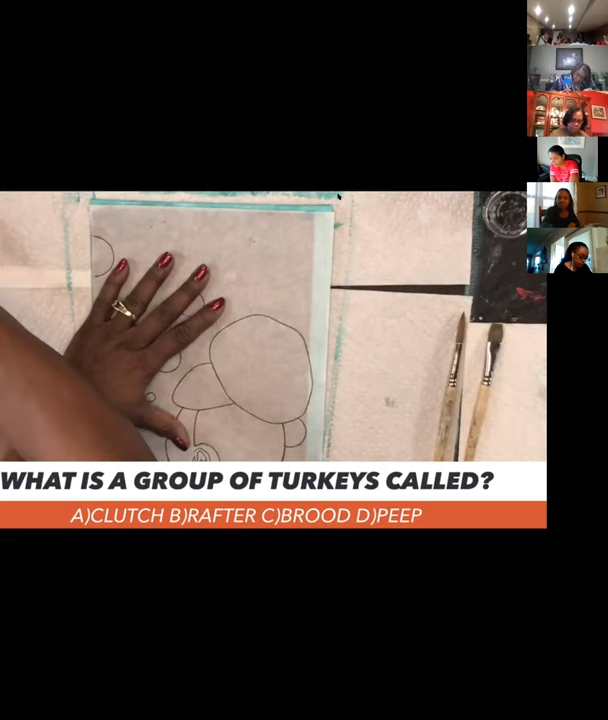 WHAT IS A GROUP OF TURKEYS CALLED?
A)CLUTCH B)RAFTER C)BROOD D)PEEP